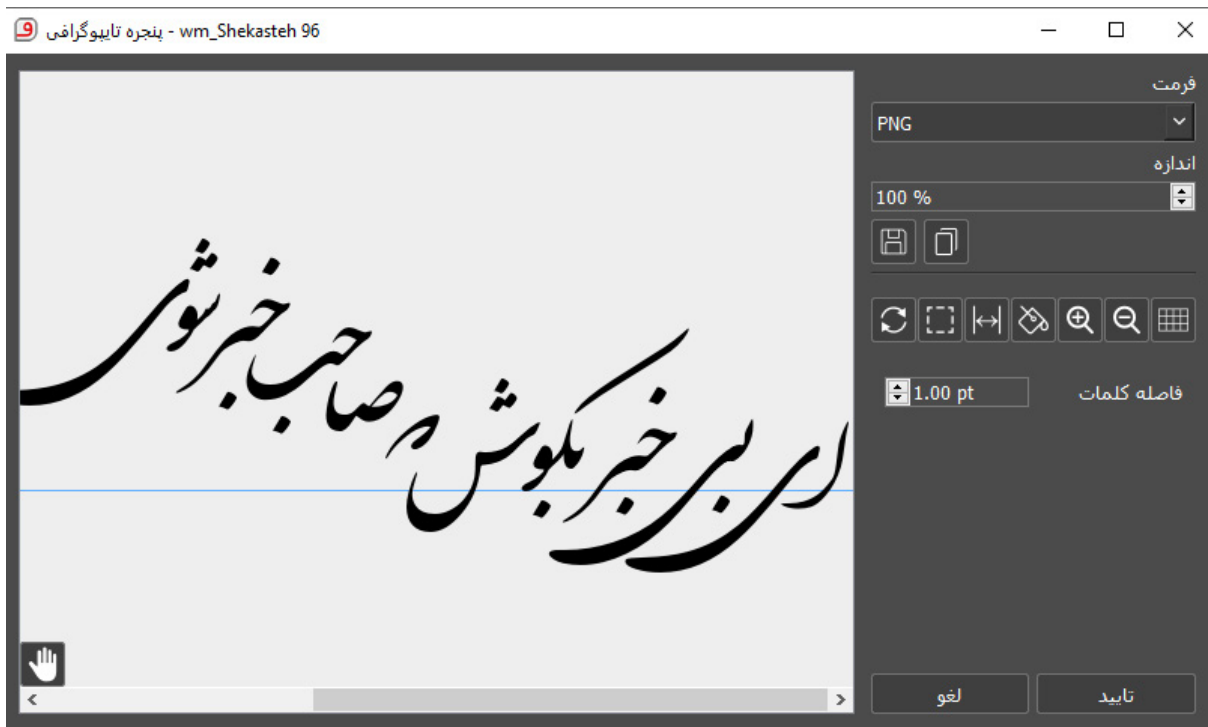 پنجره تایپوگرافی - wm_Shekasteh 96
فرمت
PNG
اندازه
100 %
ای بی خبر بکوش که صاحب خبر شوی
1.00 pt
فاصله کلمات
لغو
تایید